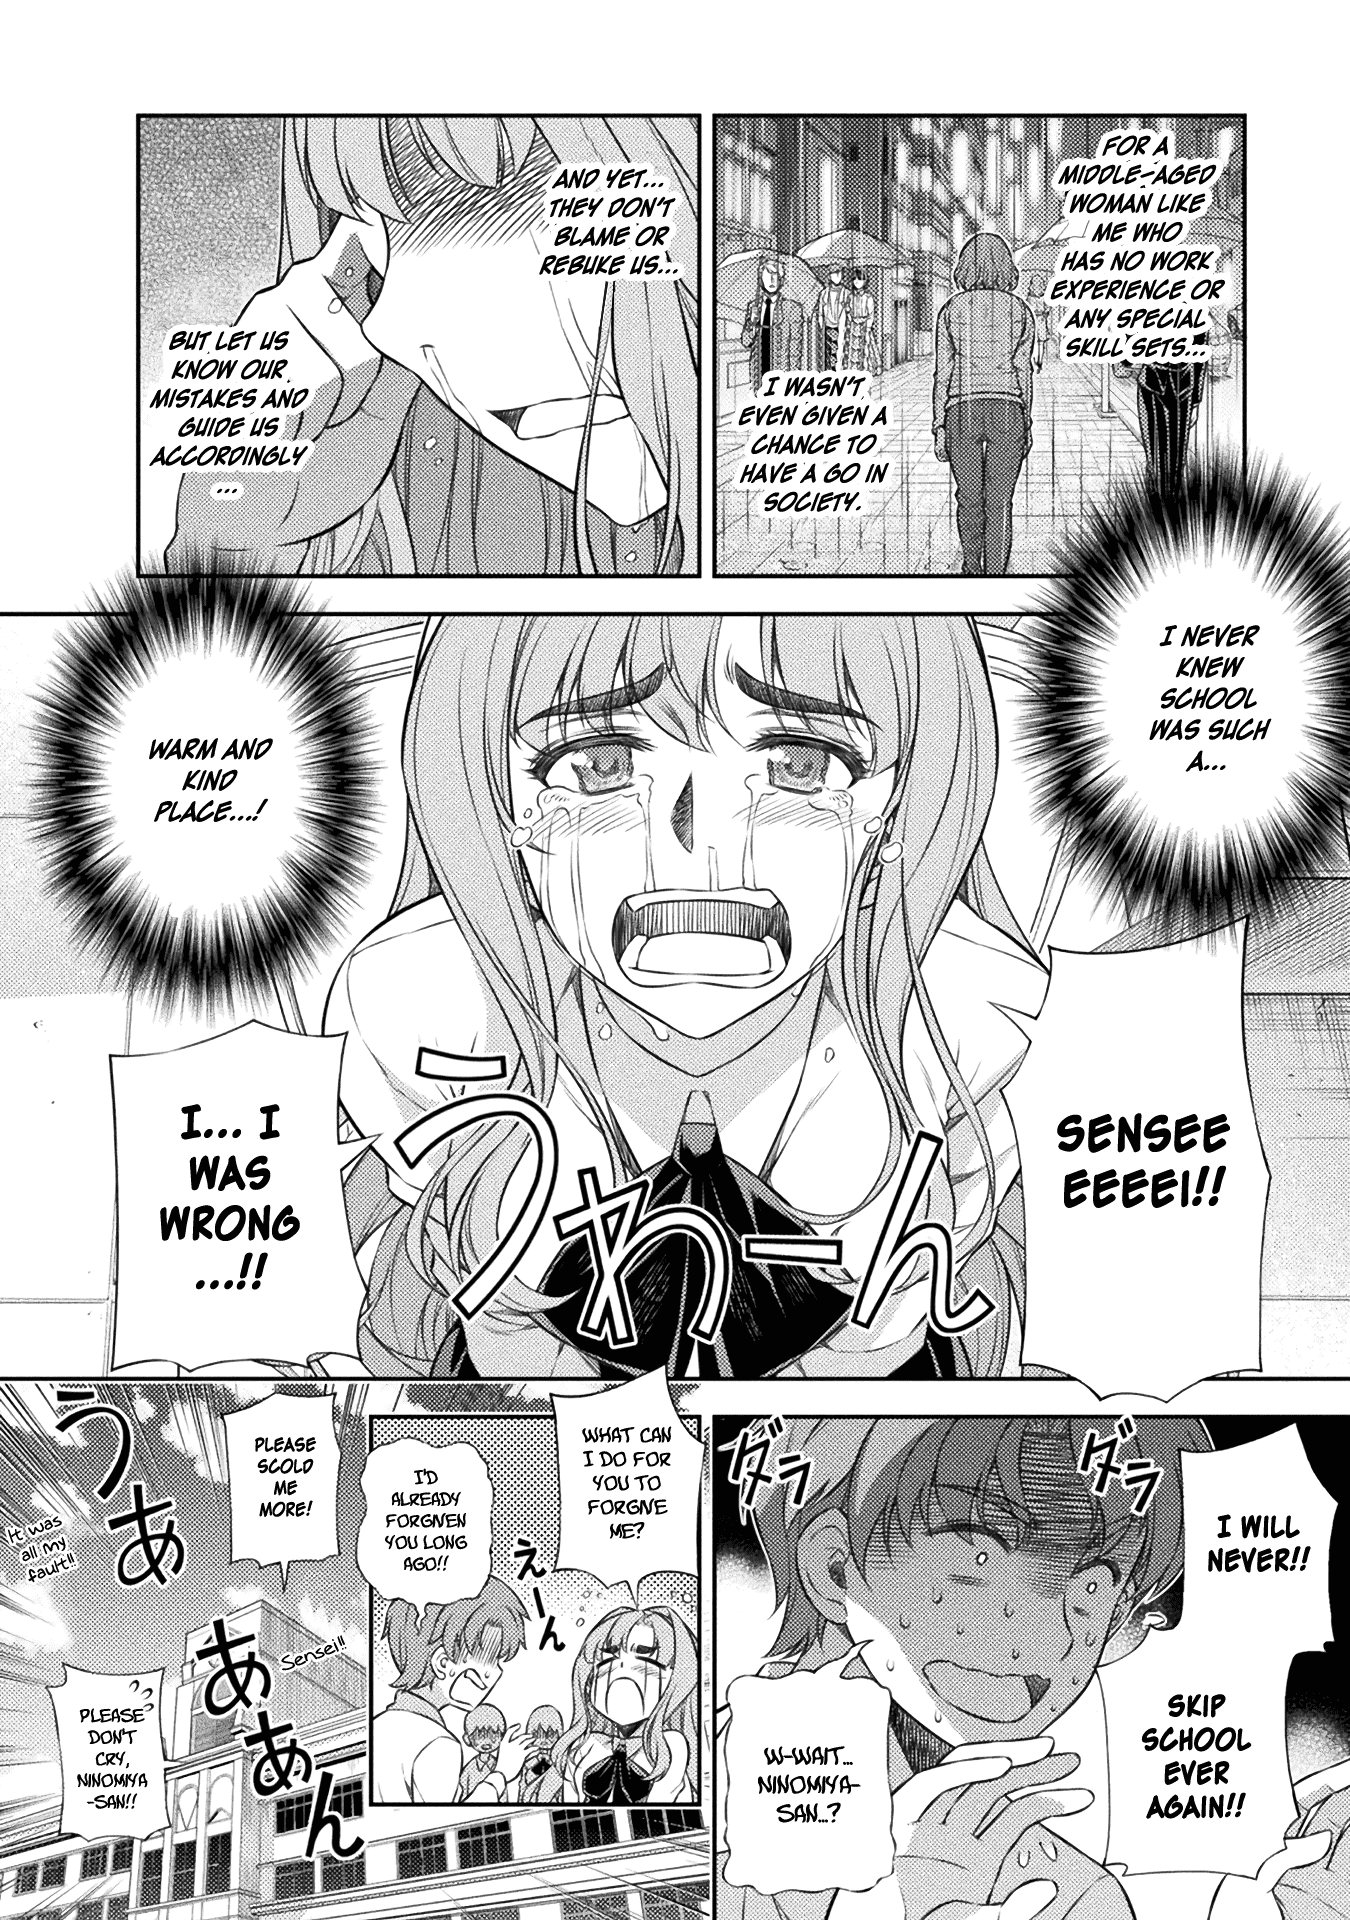 FOR A
MIDDLE-AGED
WOMAN LIKE
ME WHO
HAS NO WORK
EXPERIENCE OR
ANY SPECIAL
SKILL SETS...
I WASN'T
EVEN GIVEN A
CHANCE TO
HAVE A GO IN
SOCIETY.
AND YET...
THEY DON'T
BLAME OR
REBUKE US...
BUT LET US
KNOW OUR
MISTAKES AND
GUIDE US
ACCORDINGLY
...
I NEVER
KNEW
SCHOOL
WAS SUCH
A...
WARM AND
KIND
PLACE...!
SENSEE
EEEEI!!
うわーん
I... I
WAS
WRONG
...!!
I WILL
NEVER!!
SKIP
SCHOOL
EVER
AGAIN!!
ダラ
ダラ
W-WAIT...
NINOMIYA-
SAN...?
WHAT CAN
I DO FOR
YOU TO
FORGIVE
ME?
I'D
ALREADY
FORGIVEN
YOU LONG
AGO!!
えーん
PLEASE
SCOLD
ME
MORE!
うあ
ああん
It was
all my
fault!!
Sensei!!
PLEASE
DON'T
CRY,
NINOMIYA
-SAN!!